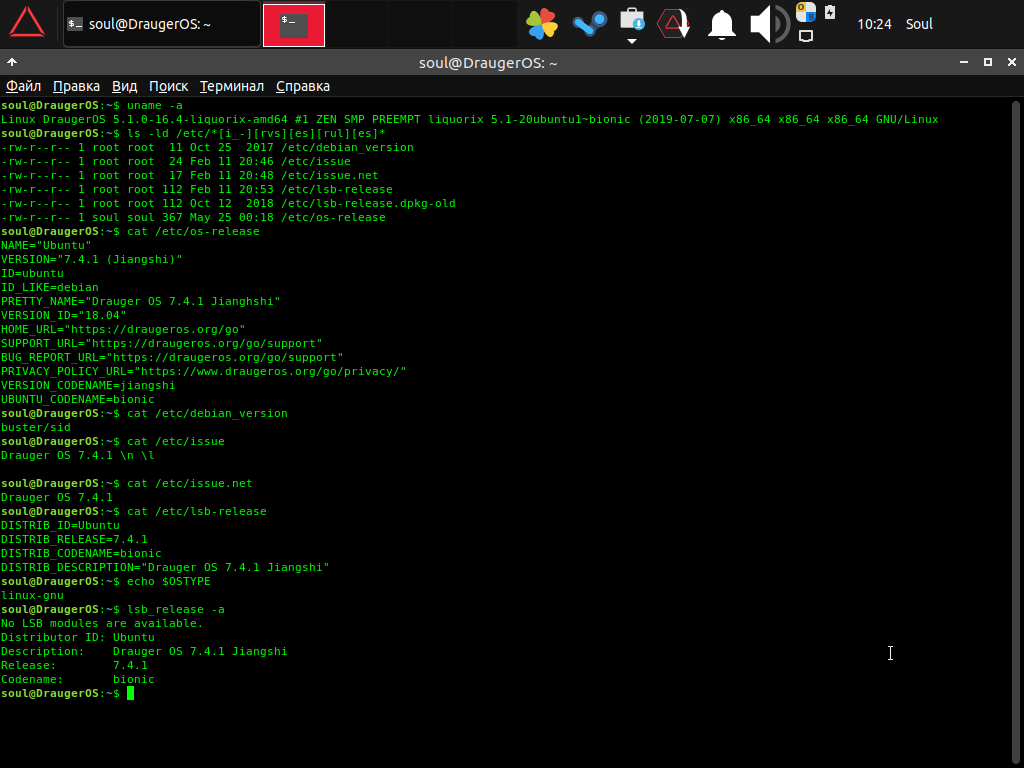 soul@DraugerOS: ~
10:24
Soul
soul@DraugerOS: ~
Файл Правка Вид Поиск Терминал Справка
soul@DraugerOS:~$ uname -a
Linux DraugerOS 5.1.0-16.4-liquorix-amd64 #1 ZEN SMP PREEMPT liquorix 5.1-20ubuntu1~bionic (2019-07-07) x86_64 x86_64 x86_64 GNU/Linux
soul@DraugerOS:~$ ls -ld /etc/*[i_-][rvs][es][rul][es]*
-rw-r--r-- 1 root root  11 Oct 25  2017 /etc/debian_version
-rw-r--r-- 1 root root  24 Feb 11 20:46 /etc/issue
-rw-r--r-- 1 root root  17 Feb 11 20:48 /etc/issue.net
-rw-r--r-- 1 root root 112 Feb 11 20:53 /etc/lsb-release
-rw-r--r-- 1 root root 112 Oct 12  2018 /etc/lsb-release.dpkg-old
-rw-r--r-- 1 soul soul 367 May 25 00:18 /etc/os-release
soul@DraugerOS:~$ cat /etc/os-release
NAME="Ubuntu"
VERSION="7.4.1 (Jiangshi)"
ID=ubuntu
ID_LIKE=debian
PRETTY_NAME="Drauger OS 7.4.1 Jianghshi"
VERSION_ID="18.04"
HOME_URL="https://draugeros.org/go"
SUPPORT_URL="https://draugeros.org/go/support"
BUG_REPORT_URL="https://draugeros.org/go/support"
PRIVACY_POLICY_URL="https://www.draugeros.org/go/privacy/"
VERSION_CODENAME=jiangshi
UBUNTU_CODENAME=bionic
soul@DraugerOS:~$ cat /etc/debian_version
buster/sid
soul@DraugerOS:~$ cat /etc/issue
Drauger OS 7.4.1 \n \l
soul@DraugerOS:~$ cat /etc/issue.net
Drauger OS 7.4.1
soul@DraugerOS:~$ cat /etc/lsb-release
DISTRIB_ID=Ubuntu
DISTRIB_RELEASE=7.4.1
DISTRIB_CODENAME=bionic
DISTRIB_DESCRIPTION="Drauger OS 7.4.1 Jiangshi"
soul@DraugerOS:~$ echo $OSTYPE
linux-gnu
soul@DraugerOS:~$ lsb_release -a
No LSB modules are available.
Distributor ID: Ubuntu
Description:    Drauger OS 7.4.1 Jiangshi
Release:        7.4.1
Codename:       bionic
soul@DraugerOS:~$